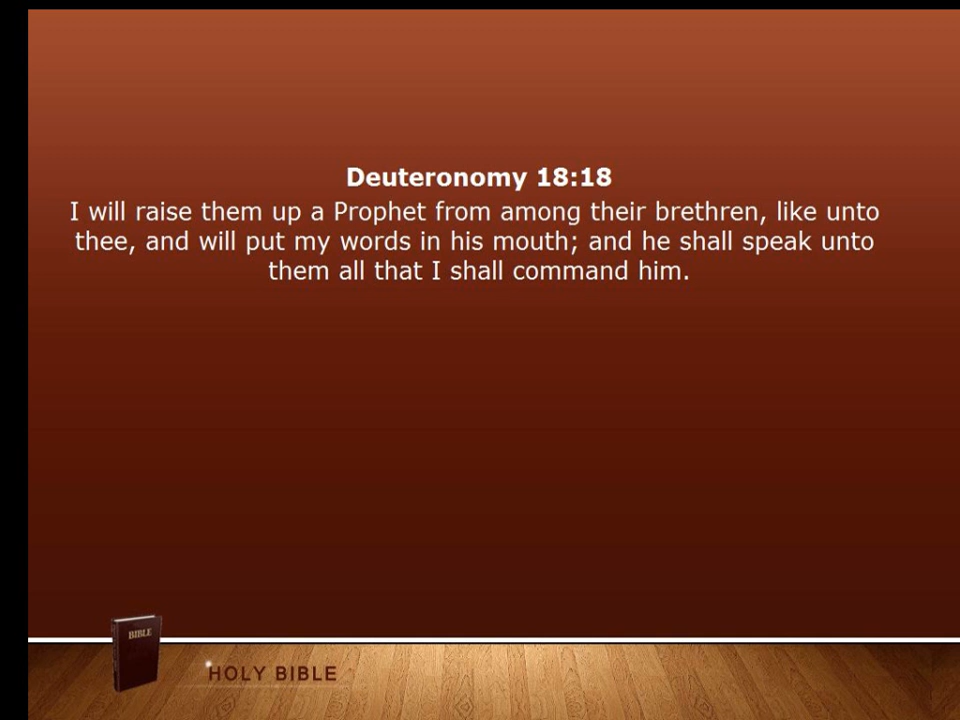 Deuteronomy 18:18
I will raise them up a Prophet from among their brethren, like unto
thee, and will put my words in his mouth; and he shall speak unto
them all that I shall command him.
BIBLE
HOLY BIBLE